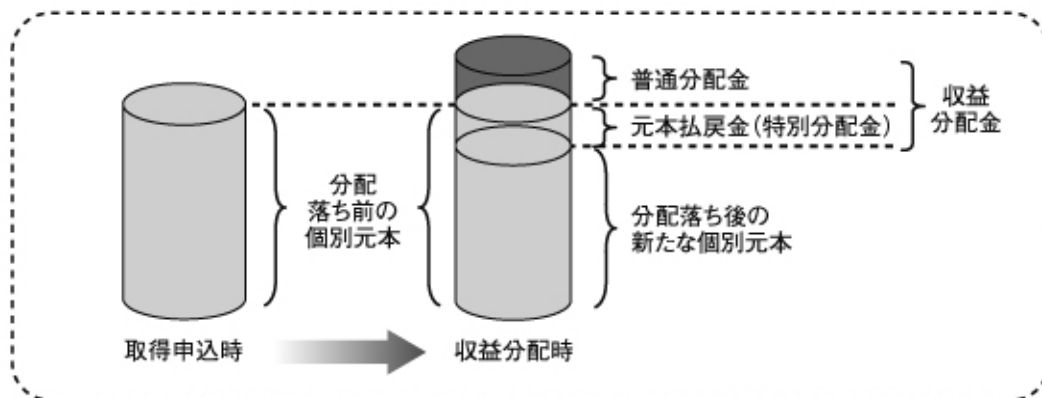 普通分配金
収益
分配金
元本払戻金(特別分配金)
分配
落ち前の
個別元本
分配落ち後の
新たな個別元本
取得申込時
収益分配時